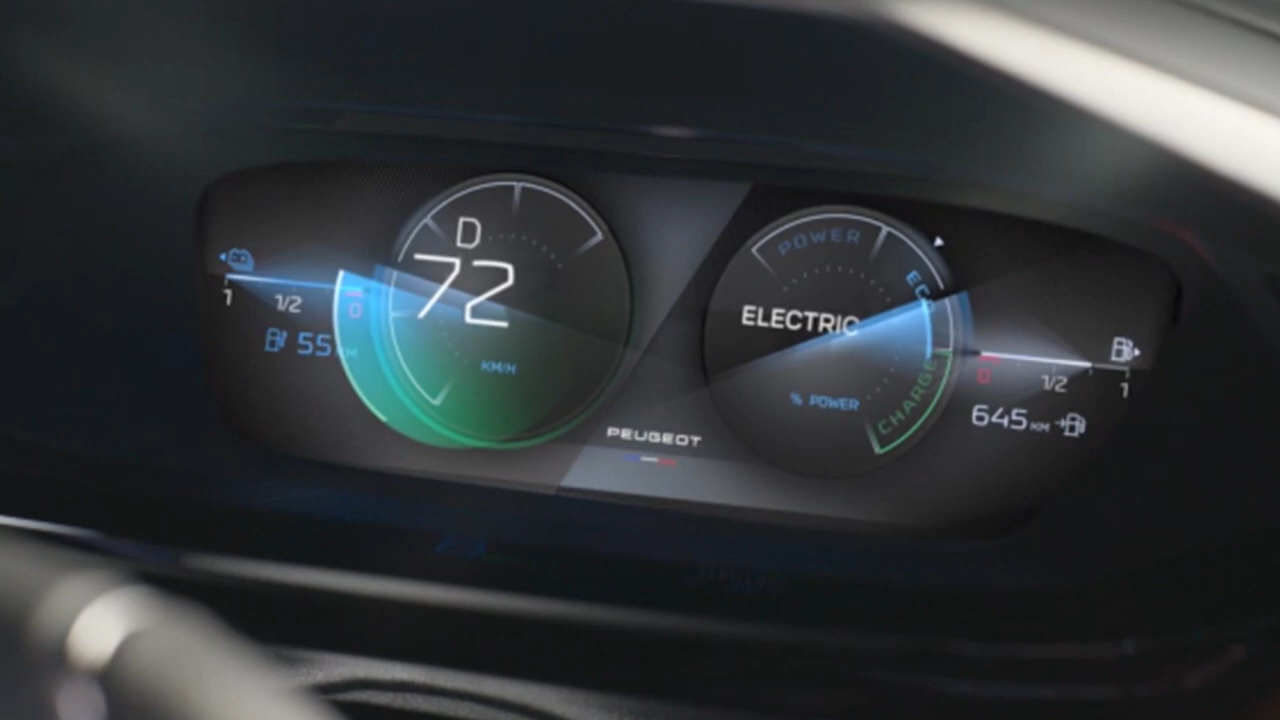 D
72
KM/H
1 1/2 0
55 KM
POWER
ECO
ELECTRIC
CHARGE
% POWER
0 1/2 1
645 KM
PEUGEOT